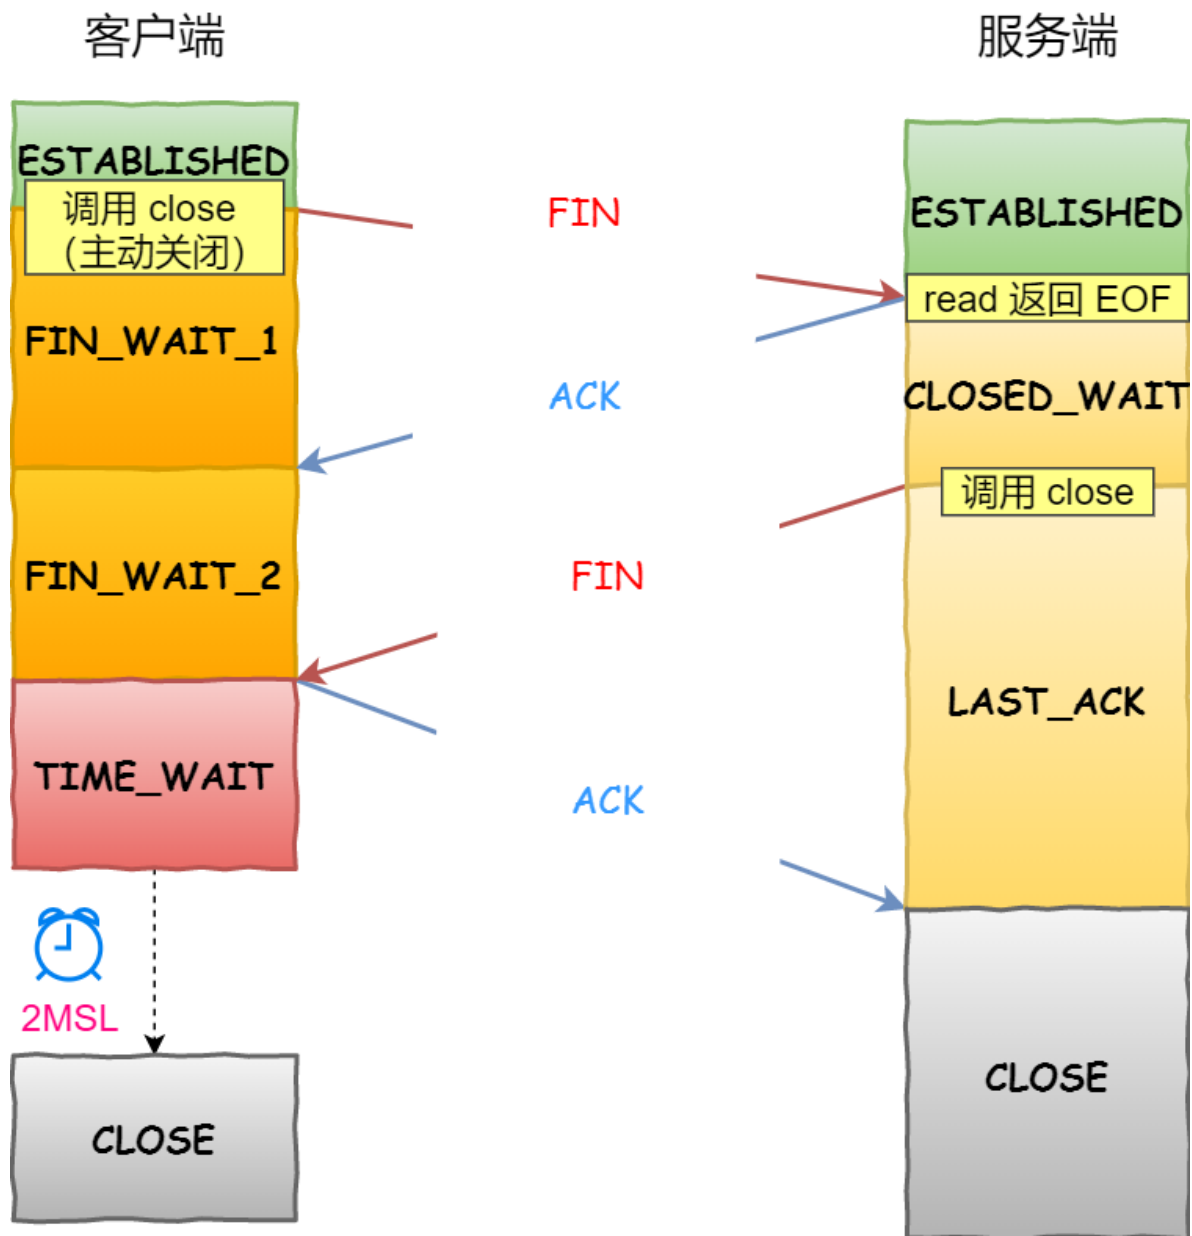 客户端
服务端
ESTABLISHED
调用 close
（主动关闭）
FIN
ESTABLISHED
read 返回 EOF
FIN_WAIT_1
ACK
CLOSED_WAIT
调用 close
FIN_WAIT_2
FIN
LAST_ACK
TIME_WAIT
ACK
2MSL
CLOSE
CLOSE